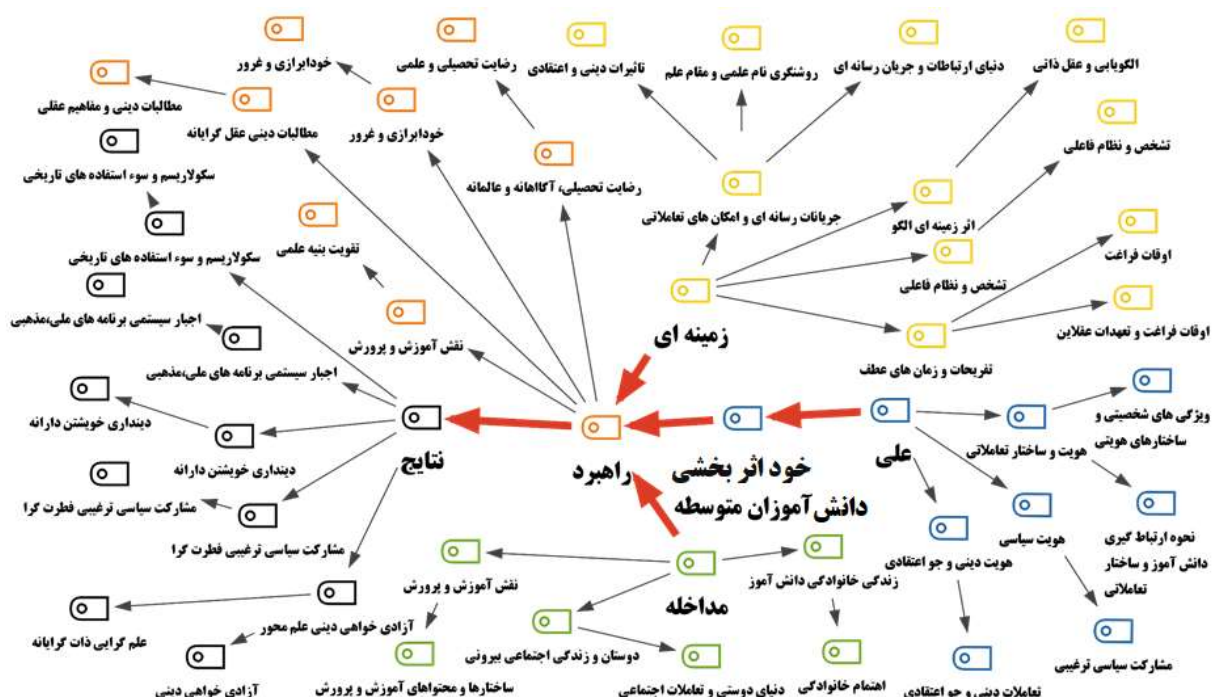 خودابرازی و غرور
رضایت تحصیلی و علمی
تاثیرات دینی و اعتقادی
روشنگری نام علمی و مقام علم
دنیای ارتباطات و جریان رسانه ای
الکویابی و عقل ذاتی
مطالبات دینی و مفاهیم عقلی
مطالبات دینی عقل گرایانه
خودابرازی و غرور
تشخص و نظام فاعلی
سکولاریسم و سوء استفاده های تاریخی
رضایت تحصیلی، آکااهانه و عالمانه
جریانات رسانه ای و امکان های تعاملاتی
اثر زمینه ای الکو
تقویت بنیه علمی
سکولاریسم و سوء استفاده های تاریخی
اوقات فراغت
تشخص و نظام فاعلی
اجبار سیستمی برنامه های ملی،مذهبی
نقش آموزش و پرورش
زمینه ای
اوقات فراغت و تعهدات عقلاین
تفریحات و زمان های عطف
اجبار سیستمی برنامه های ملی،مذهبی
ویژگی های شخصیتی و
ساختارهای هویتی
دینداری خویشتن دارانه
هویت و ساختار تعاملاتی
علی
خود اثر بخشی
دانش آموزان متوسطه
راهبرد
نتایج
دینداری خویشتن دارانه
مشارکت سیاسی ترغیبی فطرت گرا
مشارکت سیاسی ترغیبی فطرت گرا
نحوه ارتباط گیری
دانش آموز و ساختار
تعاملاتی
هویت سیاسی
هویت دینی و جو اعتقادی
زندگی خانوادگی دانش آموز
نقش آموزش و پرورش
مداخله
آزادی خواهی دینی علم محور
علم گرایی ذات گرایانه
دوستان و زندگی اجتماعی بیرونی
مشارکت سیاسی ترغیبی
تعاملات دینی و جو اعتقادی
اهتمام خانوادگی
دنیای دوستی و تعاملات اجتماعی
ساختارها و محتواهای آموزش و پرورش
آزادی خواهی دینی